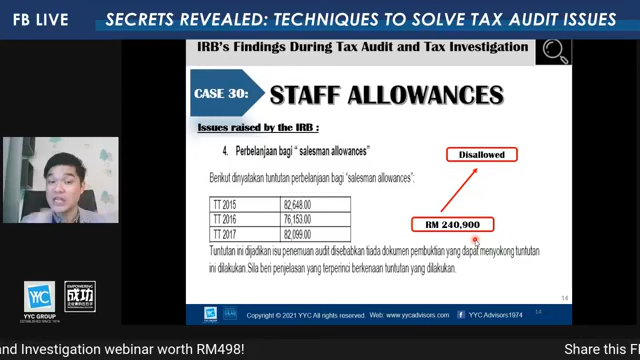 FB LIVE
SECRETS REVEALED: TECHNIQUES TO SOLVE TAX AUDIT ISSUES
IRB's Findings During Tax Audit and Tax Investigation
CASE 30:
STAFF ALLOWANCES
Issues raised by the IRB :
4. Perbelanjaan bagi " salesman allowances"
Disallowed
Berikut dinyatakan tuntutan perbelanjaan bagi "salesman allowances":
TT 2015 82,648.00
TT 2016 76,153.00
TT 2017 82,099.00
RM 240,900
Tuntutan ini dijadikan isu penemuan audit disebabkan tiada dokumen pembuktian yang dapat menyokong tuntutan
ini dilakukan. Sila beri penjelasan yang terperinci berkenaan tuntutan yang dilakukan.
14
YYC
YYC GROUP
EMPOWERING
成功
YYC
Copyright © 2021 YYC All rights reserved. Web: www.yycadvisors.com YYC Advisors1974
14
and Investigation webinar worth RM498!
Share this F